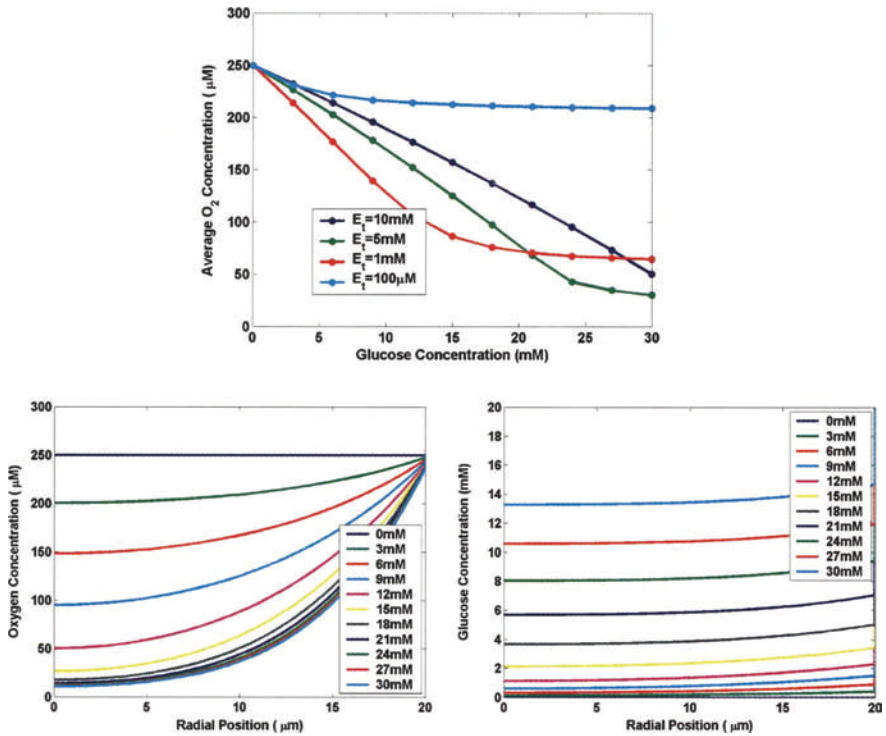 300
250
200
150
100
50
0
Average O2 Concentration ( μM)
Et=10mM
Et=5mM
Et=1mM
Et=100μM
0 5 10 15 20 25 30
Glucose Concentration (mM)
300
250
200
150
100
50
0
Oxygen Concentration ( μM)
0mM
3mM
6mM
9mM
12mM
15mM
18mM
21mM
24mM
27mM
30mM
0 5 10 15 20
Radial Position ( μm)
20
18
16
14
12
10
8
6
4
2
0
Glucose Concentration (mM)
0mM
3mM
6mM
9mM
12mM
15mM
18mM
21mM
24mM
27mM
30mM
0 5 10 15 20
Radial Position ( μm)